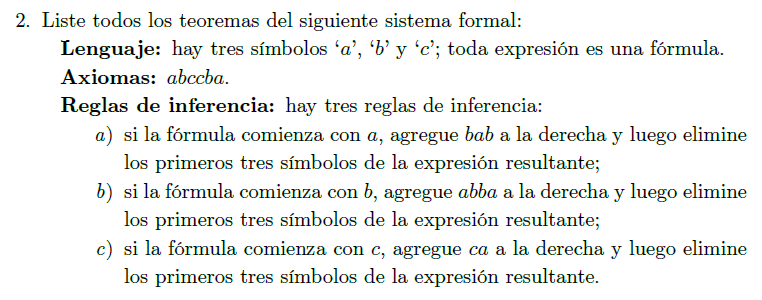 2. Liste todos los teoremas del siguiente sistema formal:
Lenguaje: hay tres símbolos ‘a’, ‘b’ y ‘c’; toda expresión es una fórmula.
Axiomas: abccba.
Reglas de inferencia: hay tres reglas de inferencia:
a) si la fórmula comienza con a, agregue bab a la derecha y luego elimine
los primeros tres símbolos de la expresión resultante;
b) si la fórmula comienza con b, agregue abba a la derecha y luego elimine
los primeros tres símbolos de la expresión resultante;
c) si la fórmula comienza con c, agregue ca a la derecha y luego elimine
los primeros tres símbolos de la expresión resultante.